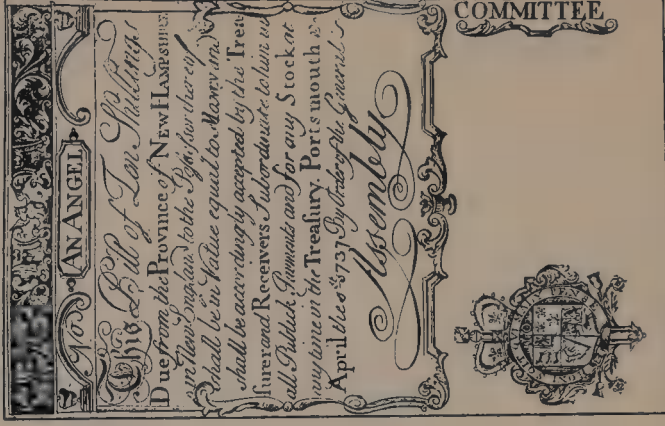 No AN ANGEL
This Bill of Ten Shillings
Due from the Province of NEW HAMPSHIRE
in New England to the Poſseſsor thereof
Shall be in Value equal to Money and
shall be accordingly accepted by the Trea
ſurer and Receivers Subordinate to him in
all Publick Payments and for any Stock at
any time in the Treaſury. Portsmouth
April the 1737 By Order of the General
Assembly
COMMITTEE